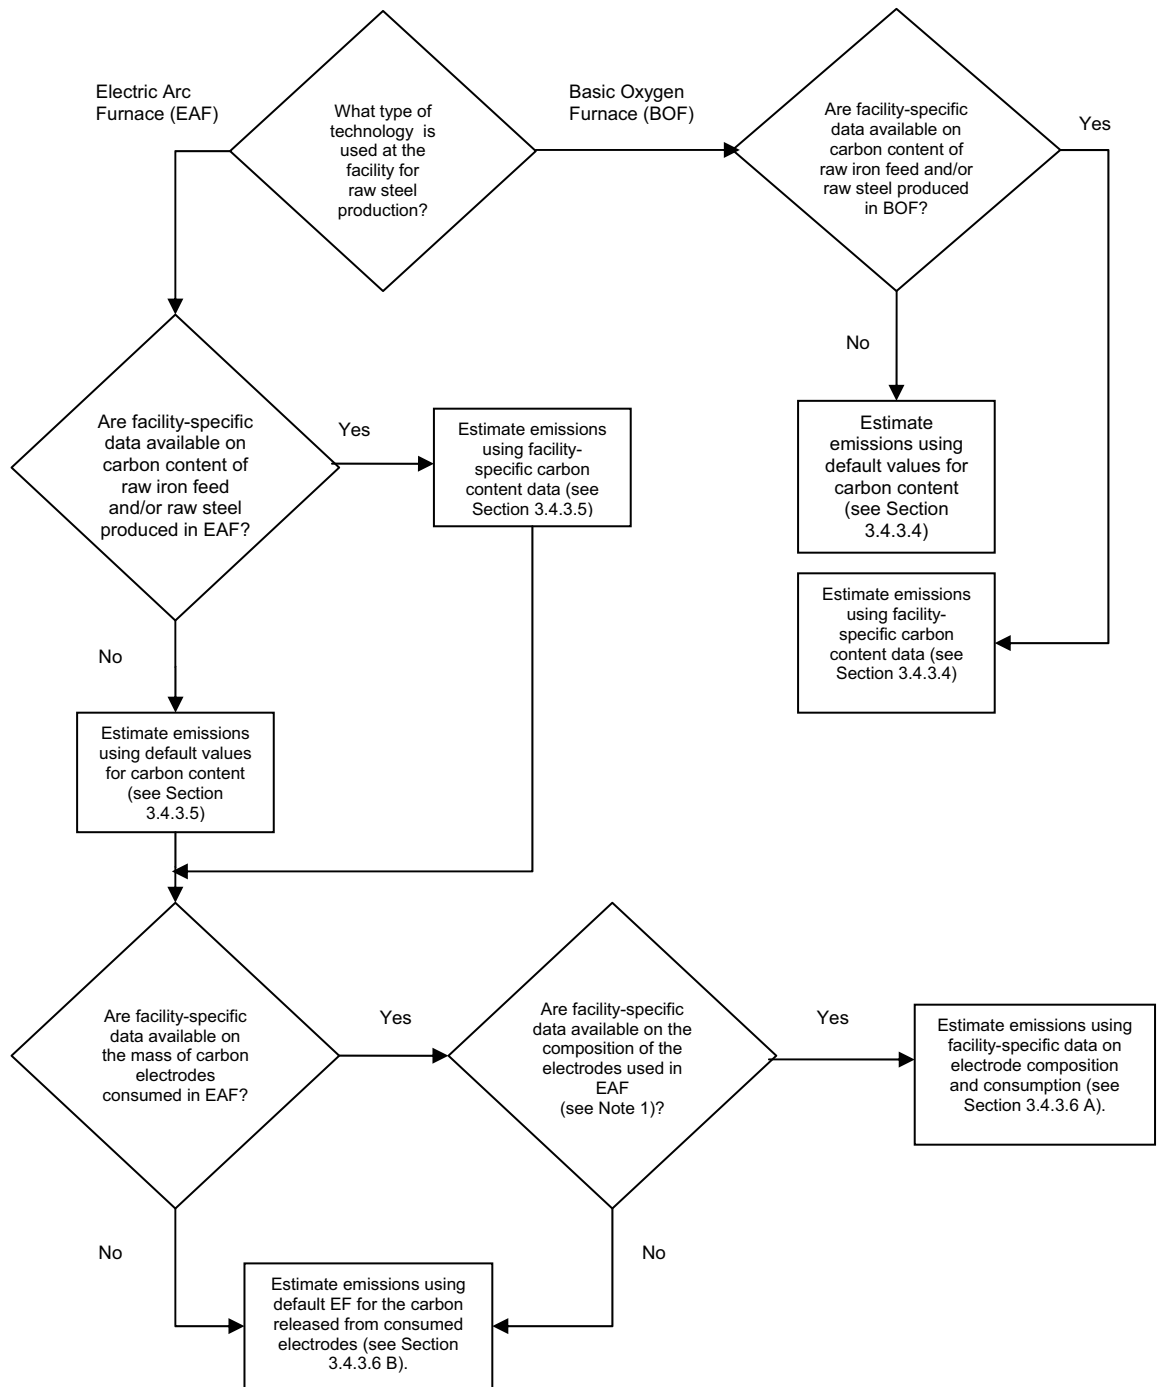 Electric Arc
Furnace (EAF)
What type of
technology is
used at the
facility for
raw steel
production?
Basic Oxygen
Furnace (BOF)
Are facility-specific
data available on
carbon content of
raw iron feed and/or
raw steel produced
in BOF?
Yes
No
Estimate
emissions using
default values for
carbon content
(see Section
3.4.3.4)
Estimate emissions
using facility-
specific carbon
content data (see
Section 3.4.3.4)
Are facility-specific
data available on
carbon content of
raw iron feed
and/or raw steel
produced in EAF?
Yes
Estimate emissions
using facility-
specific carbon
content data (see
Section 3.4.3.5)
No
Estimate emissions
using default values
for carbon content
(see Section
3.4.3.5)
Are facility-specific
data available on
the mass of carbon
electrodes
consumed in EAF?
Yes
Are facility-specific
data available on the
composition of the
electrodes used in
EAF
(see Note 1)?
Yes
Estimate emissions using
facility-specific data on
electrode composition
and consumption (see
Section 3.4.3.6 A).
No
No
Estimate emissions using
default EF for the carbon
released from consumed
electrodes (see Section
3.4.3.6 B).